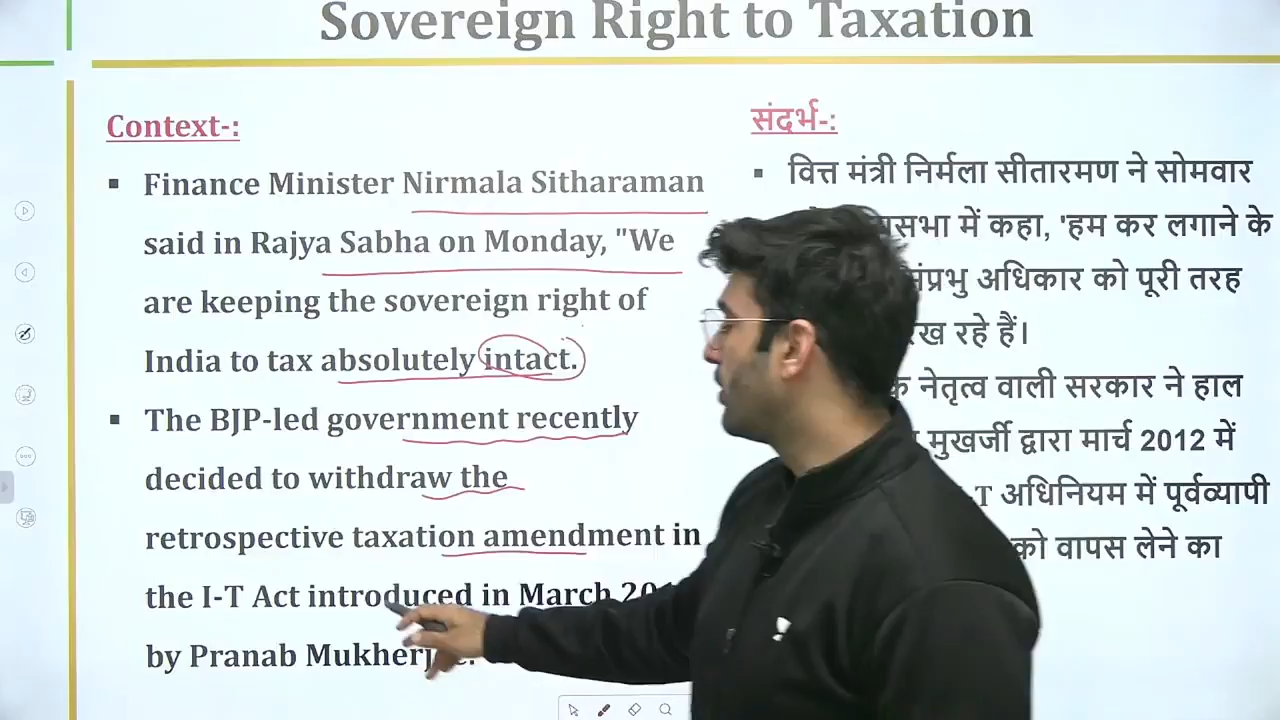 Sovereign Right to Taxation
Context-:
▪ Finance Minister Nirmala Sitharaman
said in Rajya Sabha on Monday, "We
are keeping the sovereign right of
India to tax absolutely intact.
▪ The BJP-led government recently
decided to withdraw the
retrospective taxation amendment in
the I-T Act introduced in March
by Pranab
संदर्भ-:
▪ वित्त मंत्री निर्मला सीतारमण ने सोमवार
में कहा, 'हम कर लगाने के
अधिकार को पूरी तरह
रहे हैं।
नेतृत्व वाली सरकार ने हाल
मुखर्जी द्वारा मार्च 2012 में
अधिनियम में पूर्वव्यापी
को वापस लेने का